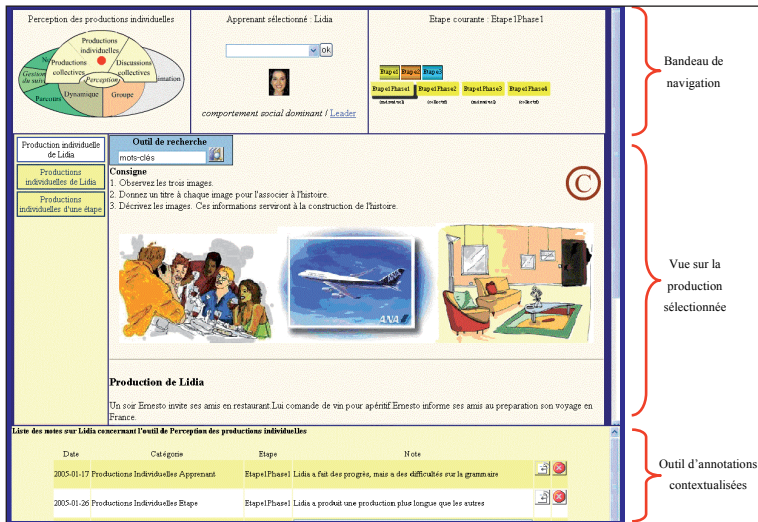 Perception des productions individuelles
Productions
individuelles
Productions
collectives
Discussions
collectives
Gestion
du suivi
Perception
Parcours
Dynamique
Groupe
Apprenant sélectionné : Lidia
ok
comportement social dominant / Leader
Etape courante : Etape1Phase1
Etape1 Etape2 Etape3
Etape1Phase1 Etape1Phase2 Etape1Phase3 Etape1Phase4
(individuel) (collectif) (individuel) (collectif)
Bandeau de
navigation
Production individuelle
de Lidia
Productions
individuelles de Lidia
Productions
individuelles d'une étape
Outil de recherche
mots-clés
Consigne
1. Observez les trois images.
2. Donnez un titre à chaque image pour l'associer à l'histoire.
3. Décrivez les images. Ces informations serviront à la construction de l'histoire.
C
ANA
Vue sur la
production
sélectionnée
Production de Lidia
Un soir Ernesto invite ses amis en restaurant.Lui comande de vin pour apéritif.Ernesto informe ses amis au preparation son voyage en
France.
Liste des notes sur Lidia concernant l'outil de Perception des productions individuelles
Date Catégorie Etape Note
2005-01-17 Productions Individuelles Apprenant Etape1Phase1 Lidia a fait des progrès, mais a des difficultés sur la grammaire
2005-01-26 Productions Individuelles Etape Etape1Phase1 Lidia a produit une production plus longue que les autres
Outil d'annotations
contextualisées